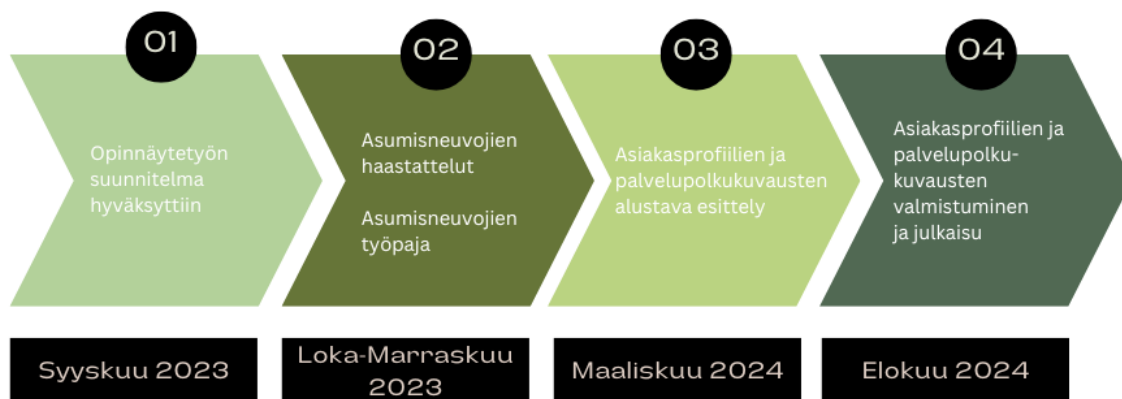 01
Opinnäytetyön
suunnitelma
hyväksyttiin
Syyskuu 2023
02
Asumisneuvojien
haastattelut
Asumisneuvojien
työpaja
Loka-Marraskuu
2023
03
Asiakasprofiilien ja
palvelupolkukuvausten
alustava esittely
Maaliskuu 2024
04
Asiakasprofiilien ja
palvelupolku-
kuvausten
valmistuminen
ja julkaisu
Elokuu 2024